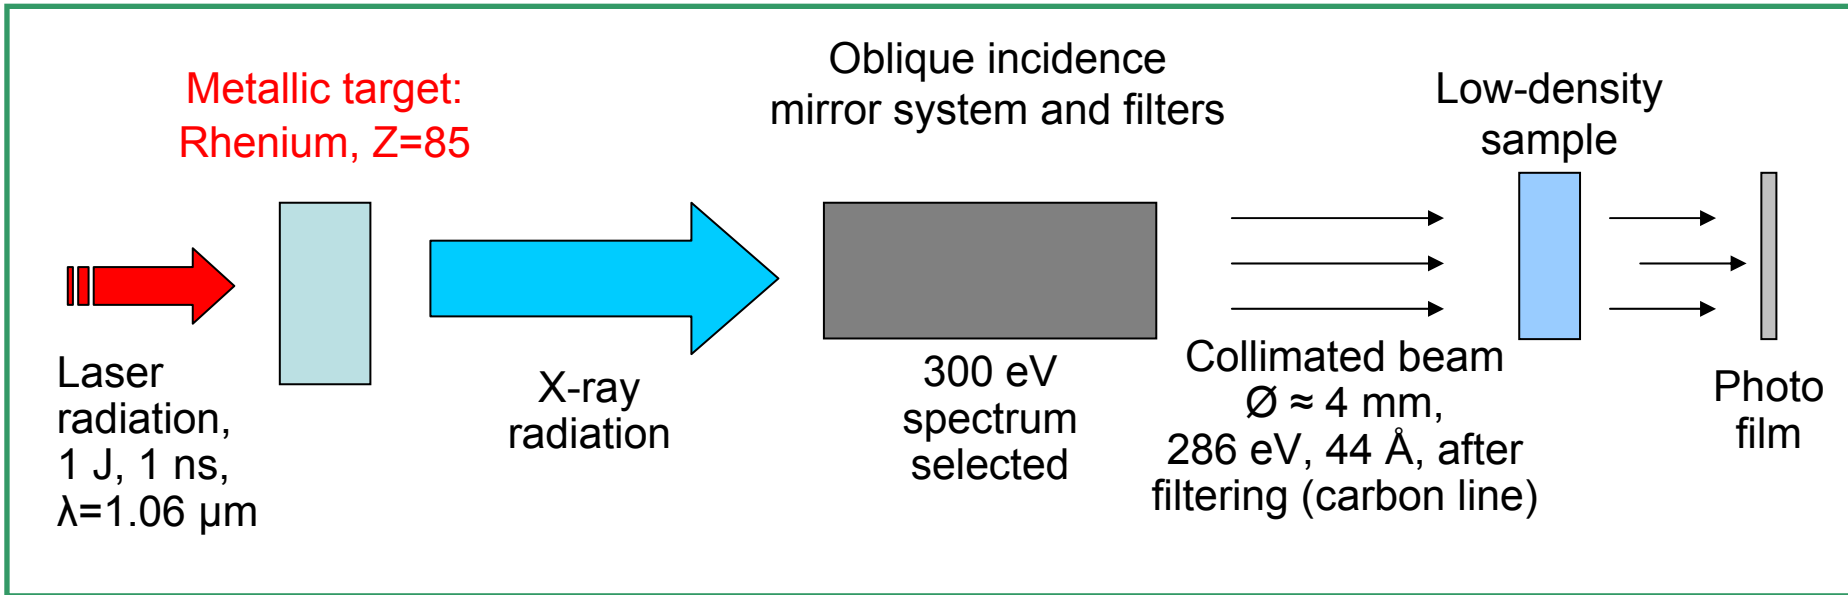 Metallic target:
Rhenium, Z=85
Oblique incidence
mirror system and filters
Low-density
sample
Laser
radiation,
1 J, 1 ns,
λ=1.06 μm
X-ray
radiation
300 eV
spectrum
selected
Collimated beam
Ø ≈ 4 mm,
286 eV, 44 Å, after
filtering (carbon line)
Photo
film